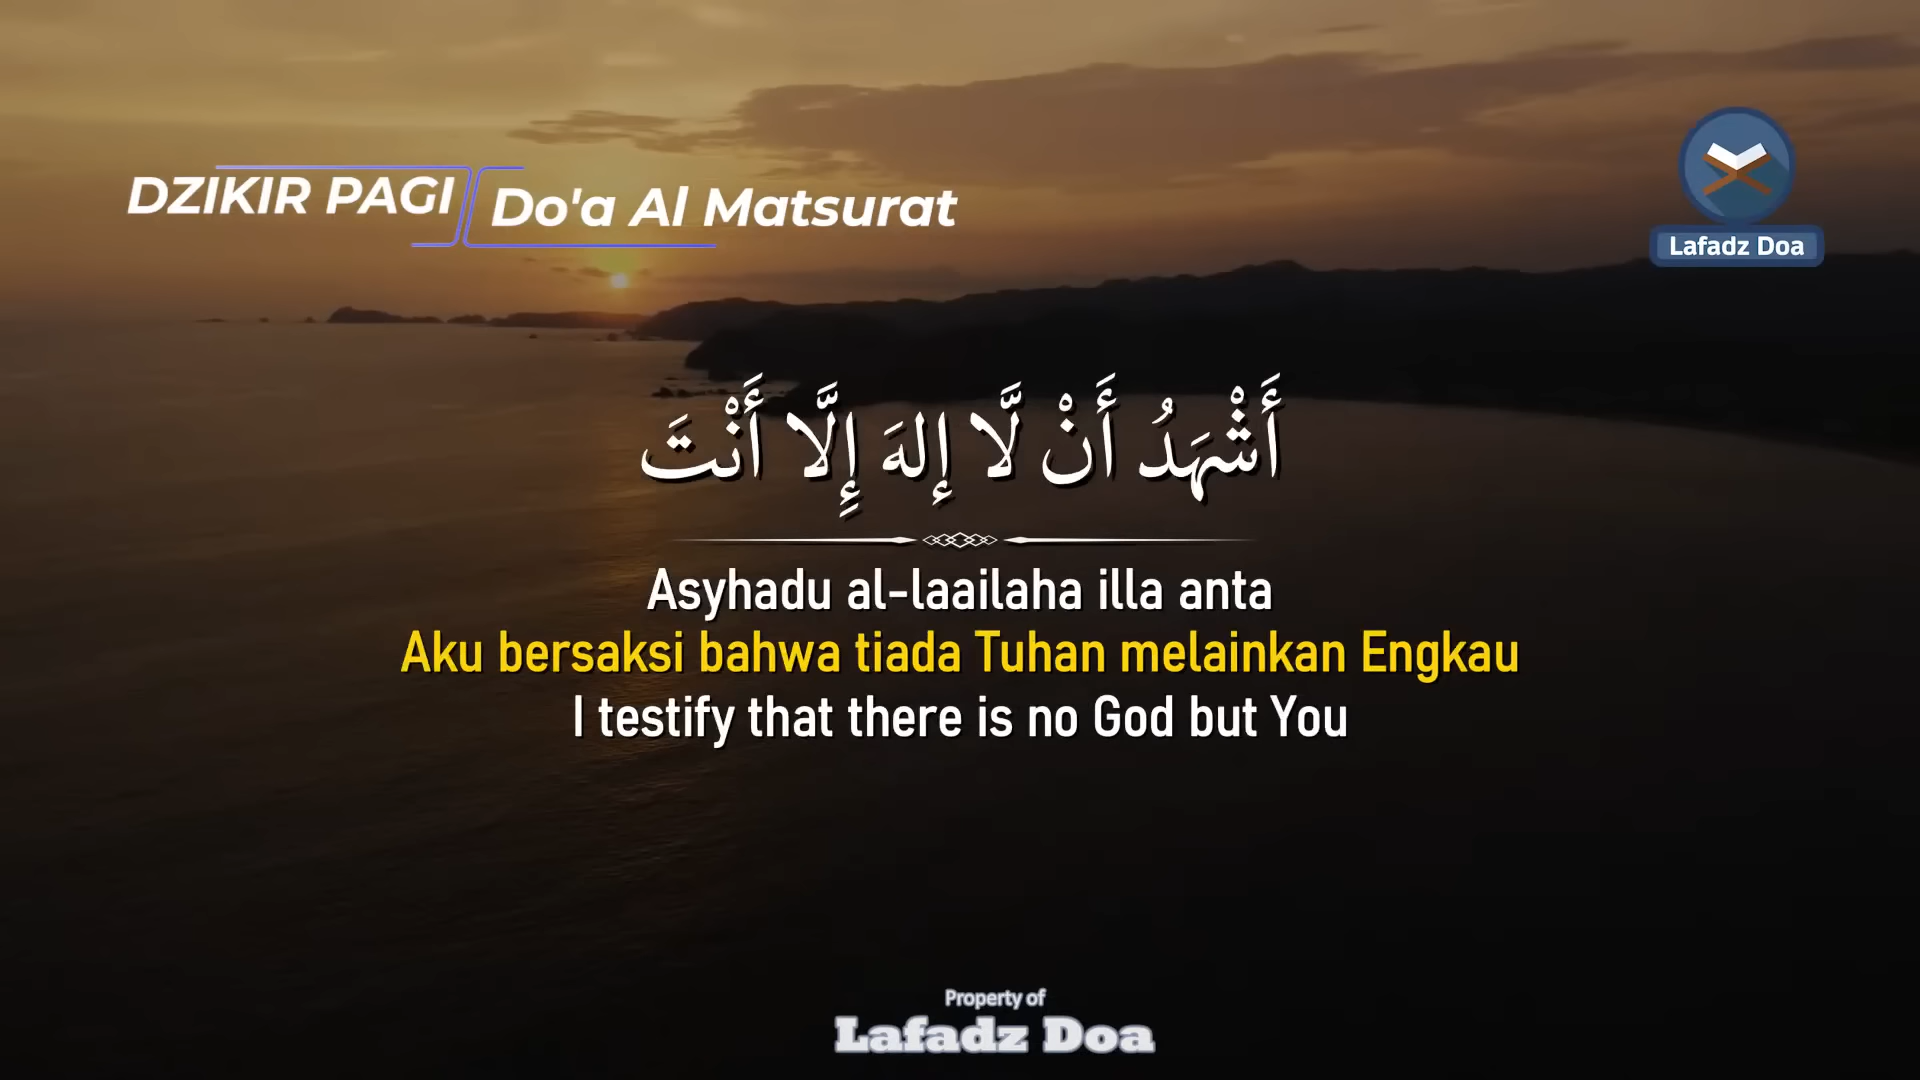 DZIKIR PAGI
Do'a Al Matsurat
Lafadz Doa
أَشْهَدُ أَنْ لَّا إِلهَ إِلَّا أَنْتَ
Asyhadu al-laailaha illa anta
Aku bersaksi bahwa tiada Tuhan melainkan Engkau
I testify that there is no God but You
Property of
Lafadz Doa